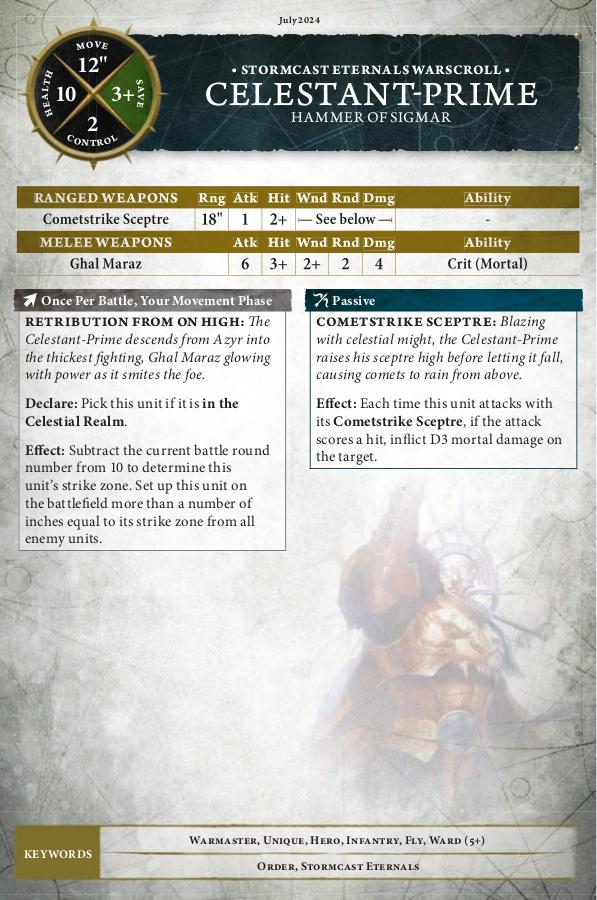 July 2024
MOVE
12"
HEALTH
10
3+
SAVE
2
CONTROL
• STORMCAST ETERNALS WARSCROLL •
CELESTANT-PRIME
HAMMER OF SIGMAR
RANGED WEAPONS Rng Atk Hit Wnd Rnd Dmg Ability
Cometstrike Sceptre 18" 1 2+ — See below — -
MELEE WEAPONS Atk Hit Wnd Rnd Dmg Ability
Ghal Maraz 6 3+ 2+ 2 4 Crit (Mortal)
Once Per Battle, Your Movement Phase
RETRIBUTION FROM ON HIGH: The
Celestant-Prime descends from Azyr into
the thickest fighting, Ghal Maraz glowing
with power as it smites the foe.
Declare: Pick this unit if it is in the
Celestial Realm.
Effect: Subtract the current battle round
number from 10 to determine this
unit's strike zone. Set up this unit on
the battlefield more than a number of
inches equal to its strike zone from all
enemy units.
Passive
COMETSTRIKE SCEPTRE: Blazing
with celestial might, the Celestant-Prime
raises his sceptre high before letting it fall,
causing comets to rain from above.
Effect: Each time this unit attacks with
its Cometstrike Sceptre, if the attack
scores a hit, inflict D3 mortal damage on
the target.
KEYWORDS
WARMASTER, UNIQUE, HERO, INFANTRY, FLY, WARD (5+)
ORDER, STORMCAST ETERNALS